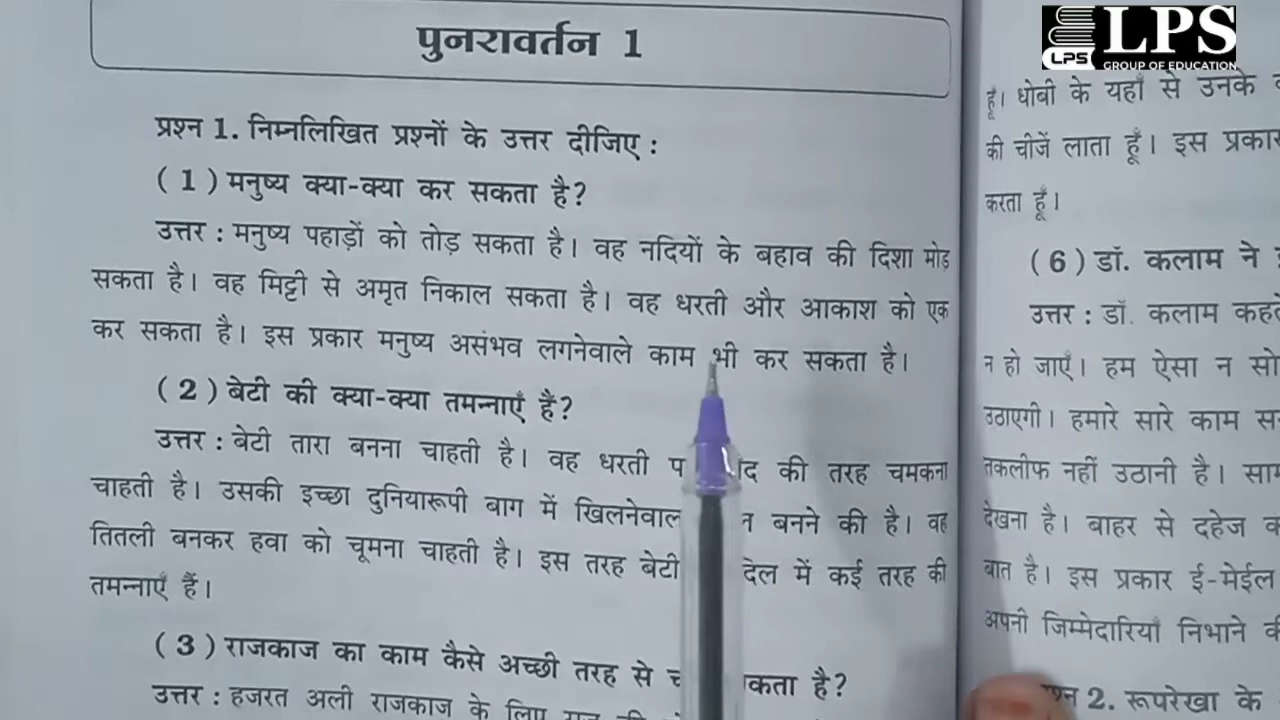 पुनरावर्तन 1
प्रश्न 1. निम्नलिखित प्रश्नों के उत्तर दीजिए :
( 1 ) मनुष्य क्या-क्या कर सकता है?
उत्तर : मनुष्य पहाड़ों को तोड़ सकता है। वह नदियों के बहाव की दिशा मोड़
सकता है। वह मिट्टी से अमृत निकाल सकता है। वह धरती और आकाश को एक
कर सकता है। इस प्रकार मनुष्य असंभव लगनेवाले काम भी कर सकता है।
( 2 ) बेटी की क्या-क्या तमन्नाएँ हैं?
उत्तर : बेटी तारा बनना चाहती है। वह धरती की तरह चमकना
चाहती है। उसकी इच्छा दुनियारूपी बाग में बनने की है। वह
तितली बनकर हवा को चूमना चाहती है। इस तरह बेटी में कई तरह की
तमन्नाएँ हैं।
( 3 ) राजकाज का काम कैसे अच्छी तरह से है?
उत्तर : हजरत अली राजकाज के लिए
LPS
LPS
GROUP OF EDUCATION
हूँ। धोबी के यहाँ से उनके
की चीजें लाता हूँ। इस प्रकार
करता हूँ।
( 6 ) डॉ. कलाम ने
उत्तर : डॉ. कलाम
न हो जाएँ। हम ऐसा न
उठाएगी। हमारे सारे काम
तकलीफ नहीं उठानी है।
देखना है। बाहर से दहेज
बात है। इस प्रकार ई-मेईल
अपनी जिम्मेदारियाँ निभाने
2. रूपरेखा के